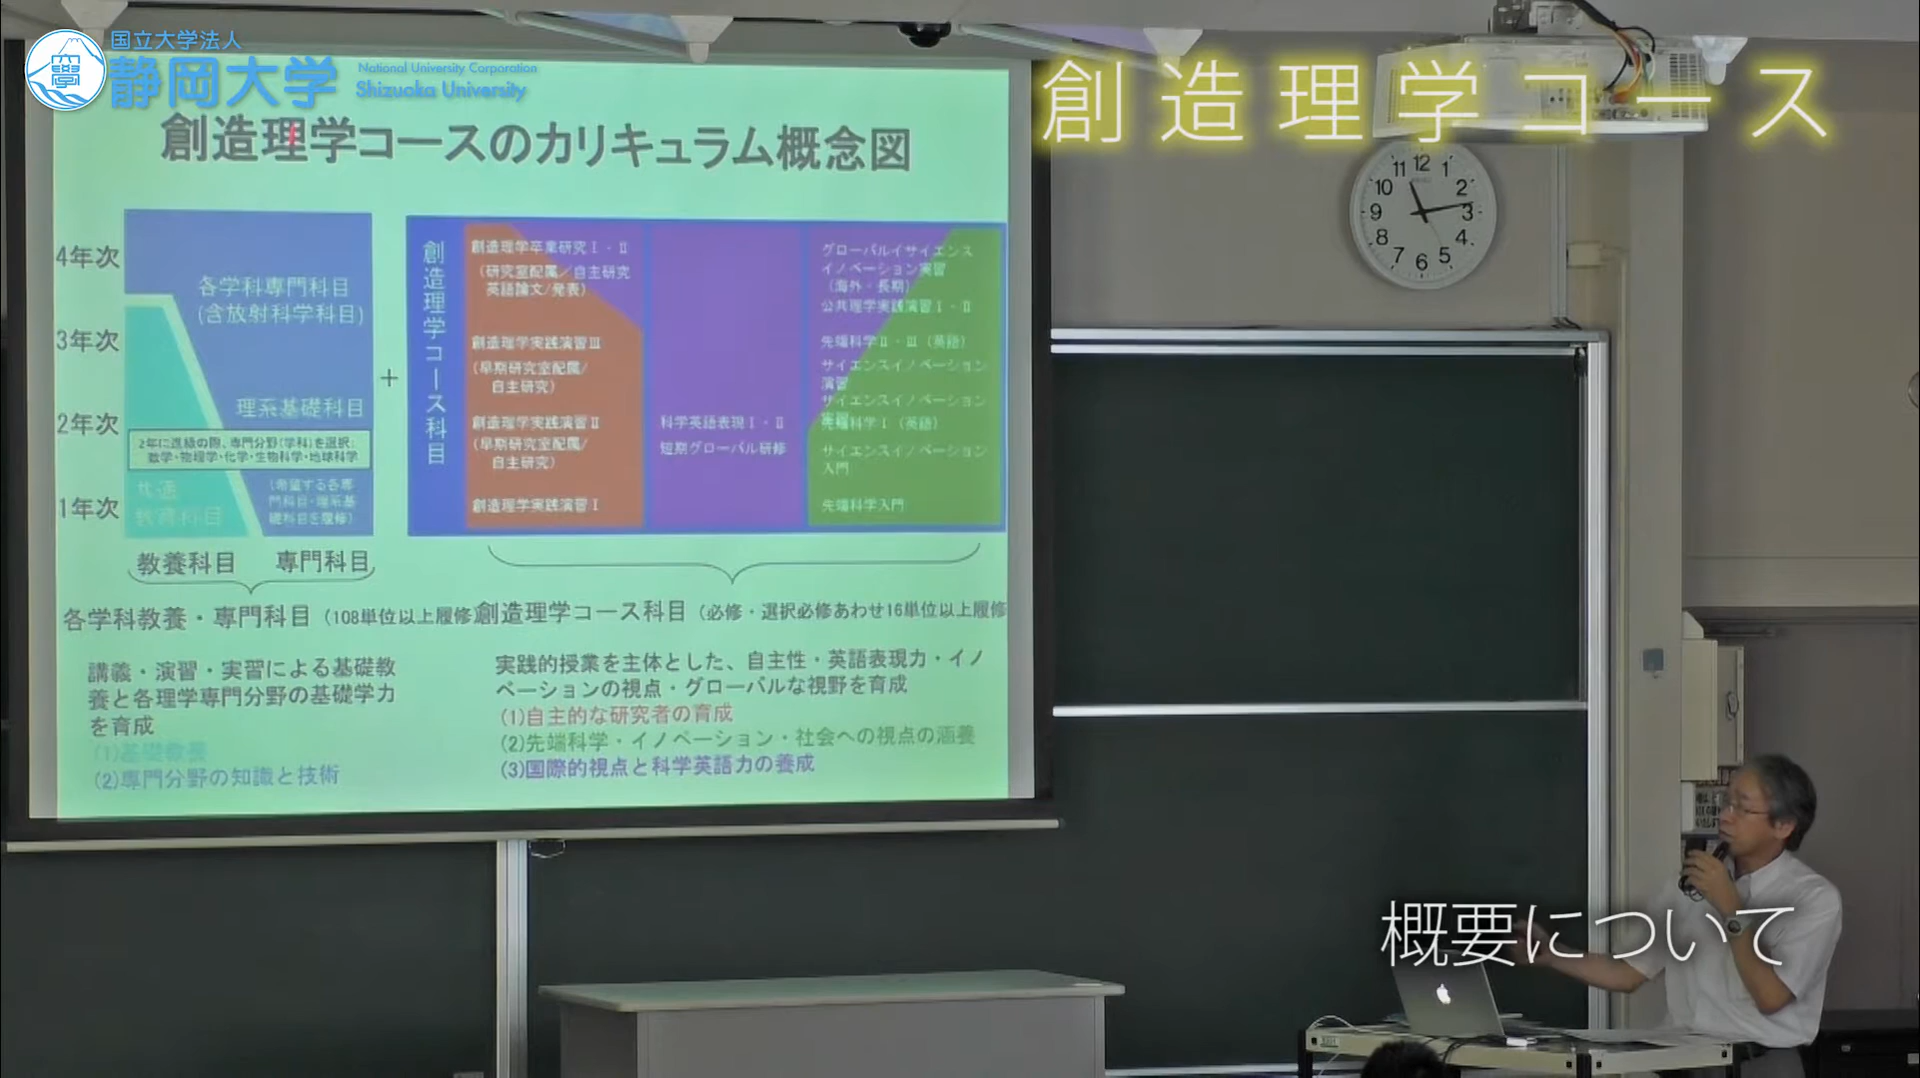 国立大学法人
静岡大学
National University Corporation
Shizuoka University
創造理学コース
創造理学コースのカリキュラム概念図
4年次
3年次
2年次
1年次
各学科専門科目
(含放射科学科目)
理系基礎科目
2年に進級の際、専門分野(学科)を選択:
数学・物理学・化学・生物科学・地球科学
共通
教育科目
(希望する各専
門科目・理系基
礎科目を履修)
教養科目
専門科目
+
創造理学コース科目
創造理学卒業研究Ⅰ・Ⅱ
(研究室配属/自主研究
英語論文/発表)
創造理学実践演習Ⅲ
(早期研究室配属/
自主研究)
創造理学実践演習Ⅱ
(早期研究室配属/
自主研究)
創造理学実践演習Ⅰ
科学英語表現Ⅰ・Ⅱ
短期グローバル研修
グローバルイサイエンス
イノベーション実習
(海外・長期)
公共理学実践演習Ⅰ・Ⅱ
先端科学Ⅱ・Ⅲ(英語)
サイエンスイノベーション
演習
サイエンスイノベーション
先端科学Ⅰ(英語)
サイエンスイノベーション
入門
先端科学入門
各学科教養・専門科目(108単位以上履修)
創造理学コース科目(必修・選択必修あわせ16単位以上履修
講義・演習・実習による基礎教
養と各理学専門分野の基礎学力
を育成
(1)基礎教養
(2)専門分野の知識と技術
実践的授業を主体とした、自主性・英語表現力・イノ
ベーションの視点・グローバルな視野を育成
(1)自主的な研究者の育成
(2)先端科学・イノベーション・社会への視点の涵養
(3)国際的視点と科学英語力の養成
12
1
2
3
4
5
6
7
8
9
10
11
概要について